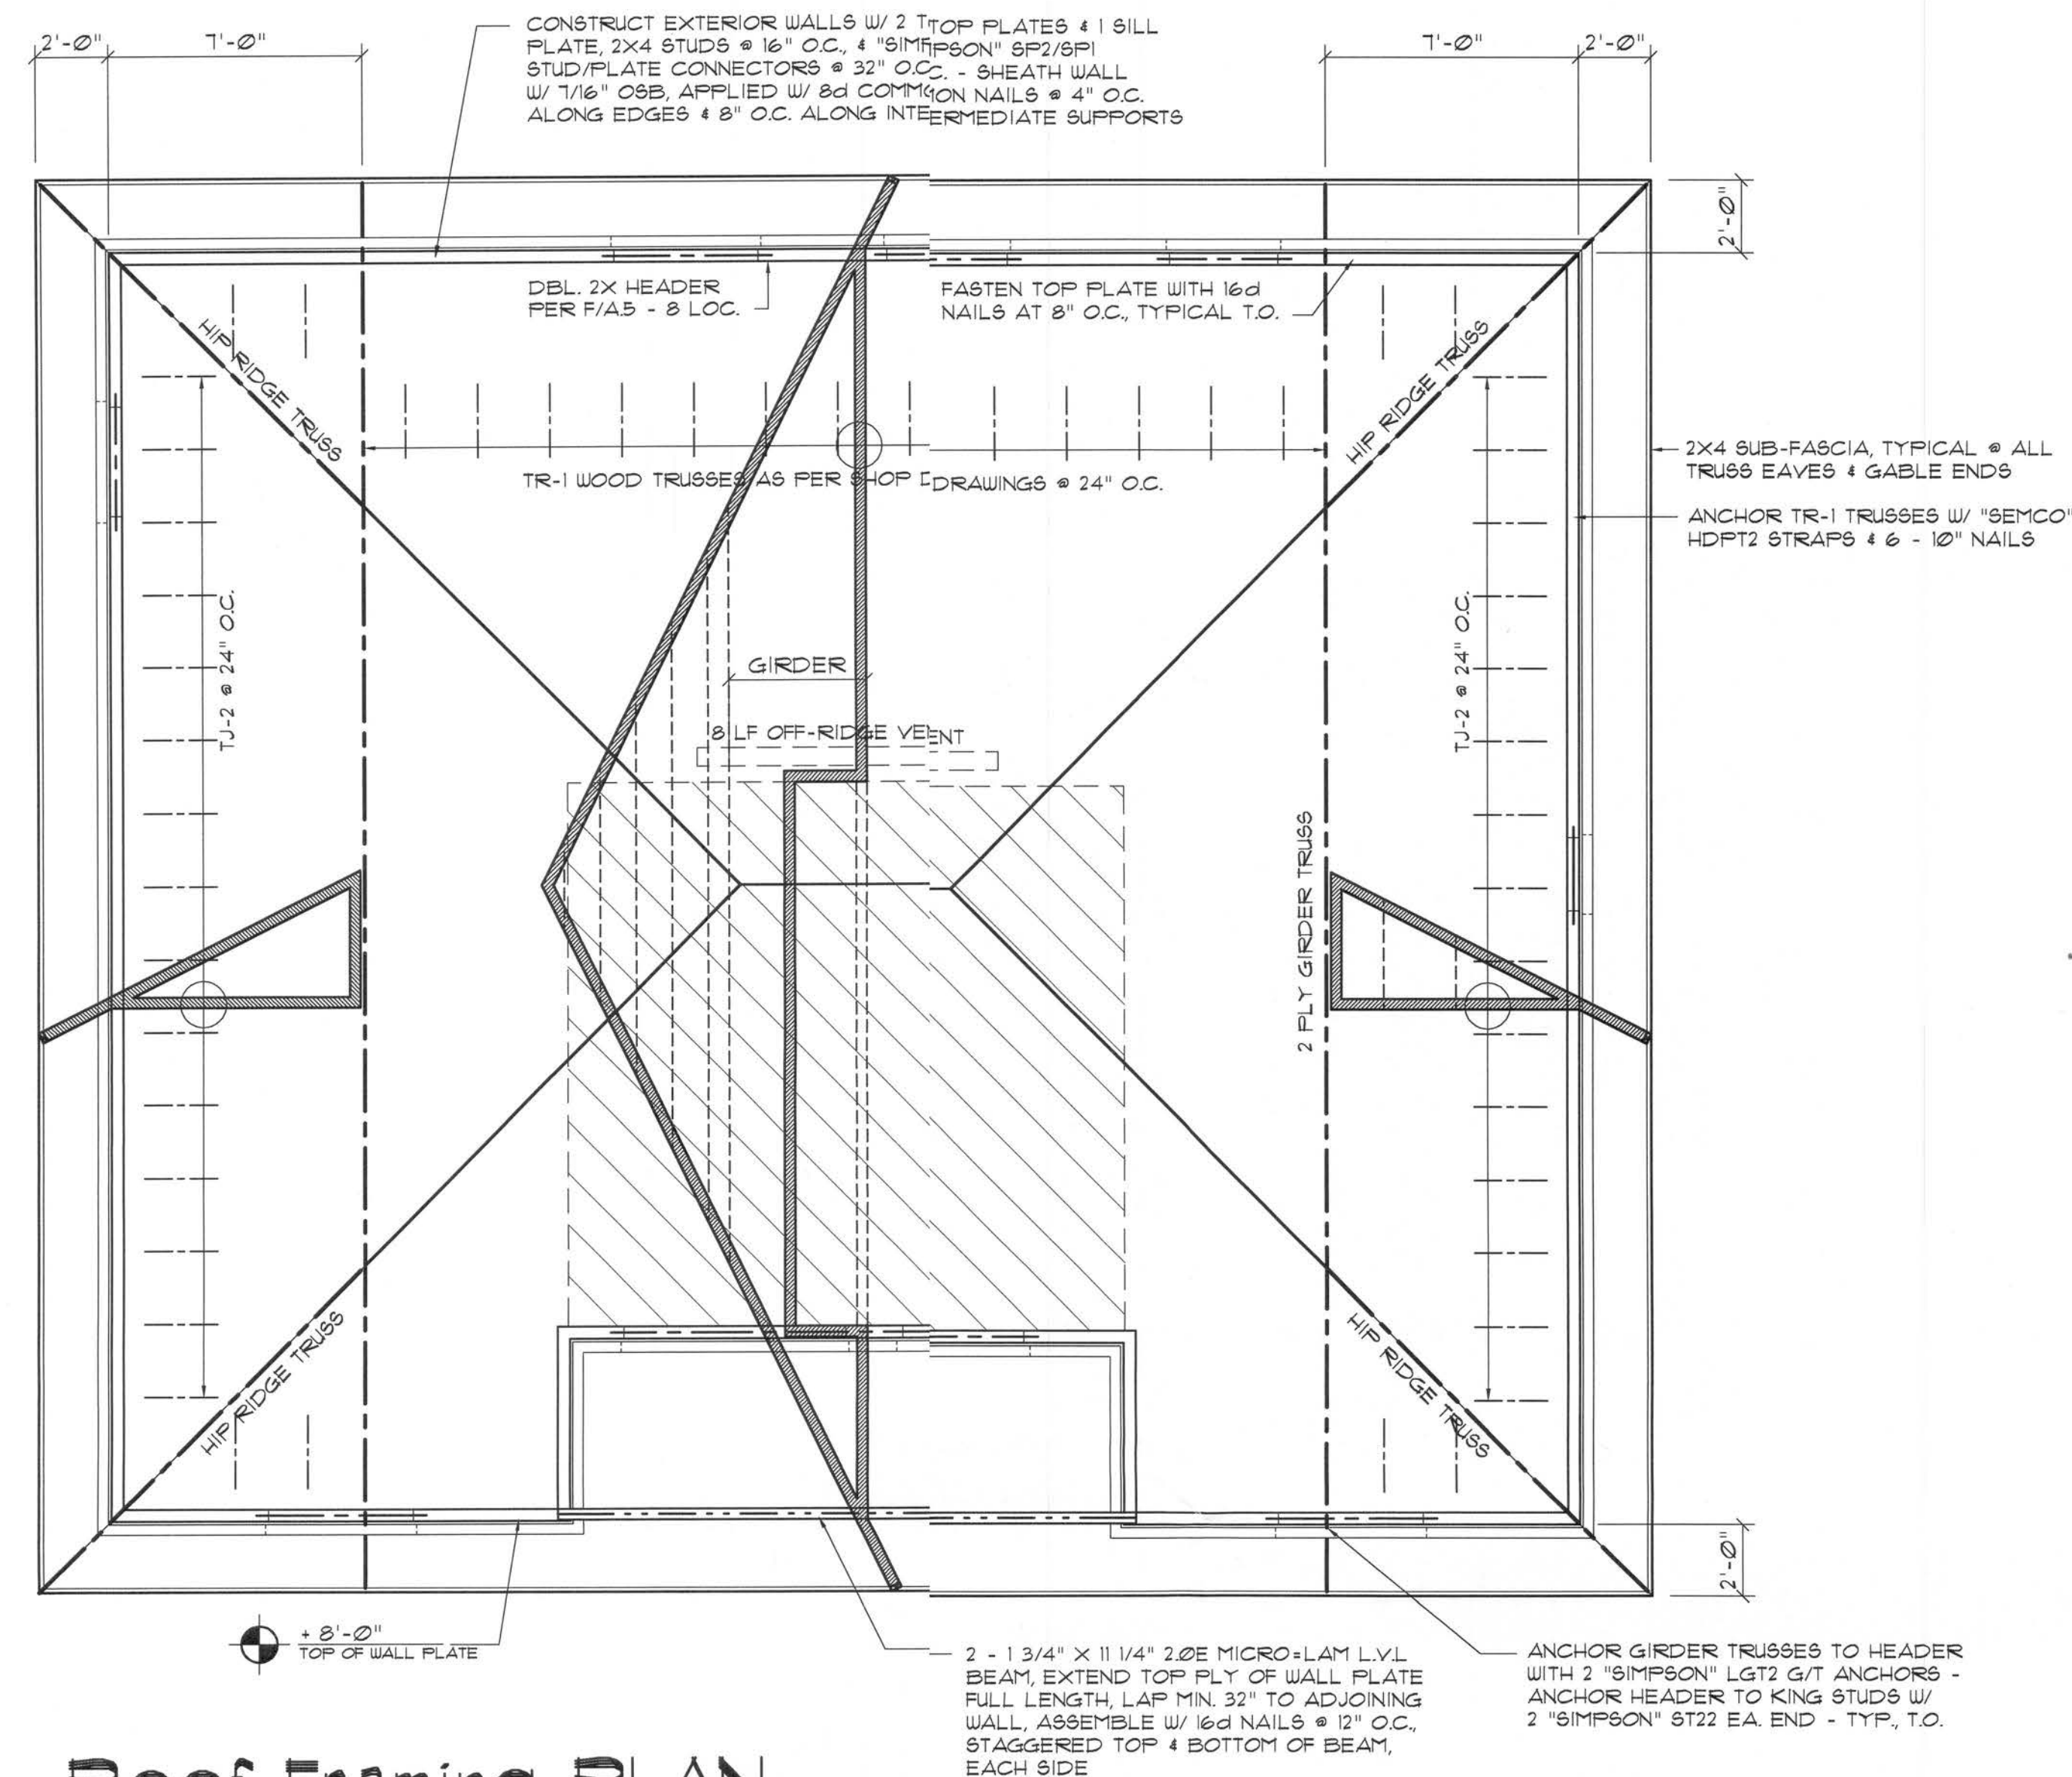 CONSTRUCT EXTERIOR WALLS W/ 2 TTOP PLATES & 1 SILL
PLATE, 2X4 STUDS @ 16" O.C., & "SIMPSON" SP2/SP1
STUD/PLATE CONNECTORS @ 32" O.C. - SHEATH WALL
W/ 7/16" OSB, APPLIED W/ 8d COMMON NAILS @ 4" O.C.
ALONG EDGES & 8" O.C. ALONG INTEERMEDIATE SUPPORTS
2'-0"
7'-0"
7'-0"
2'-0"
2'-0"
DBL. 2X HEADER
PER F/A.5 - 8 LOC.
FASTEN TOP PLATE WITH 16d
NAILS AT 8" O.C., TYPICAL T.O.
HIP RIDGE TRUSS
HIP RIDGE TRUSS
TR-1 WOOD TRUSSES AS PER SHOP DRAWINGS @ 24" O.C.
2X4 SUB-FASCIA, TYPICAL @ ALL
TRUSS EAVES & GABLE ENDS
ANCHOR TR-1 TRUSSES W/ "SEMCO"
HDPT2 STRAPS & 6 - 10" NAILS
TJ-2 @ 24" O.C.
TJ-2 @ 24" O.C.
GIRDER
8 LF OFF-RIDGE VENT
2 PLY GIRDER TRUSS
HIP RIDGE TRUSS
HIP RIDGE TRUSS
2'-0"
+ 8'-0"
TOP OF WALL PLATE
2 - 1 3/4" X 11 1/4" 2.0E MICRO=LAM L.V.L
BEAM, EXTEND TOP PLY OF WALL PLATE
FULL LENGTH, LAP MIN. 32" TO ADJOINING
WALL, ASSEMBLE W/ 16d NAILS @ 12" O.C.,
STAGGERED TOP & BOTTOM OF BEAM,
EACH SIDE
ANCHOR GIRDER TRUSSES TO HEADER
WITH 2 "SIMPSON" LGT2 G/T ANCHORS -
ANCHOR HEADER TO KING STUDS W/
2 "SIMPSON" ST22 EA. END - TYP., T.O.
Roof Framing PLAN